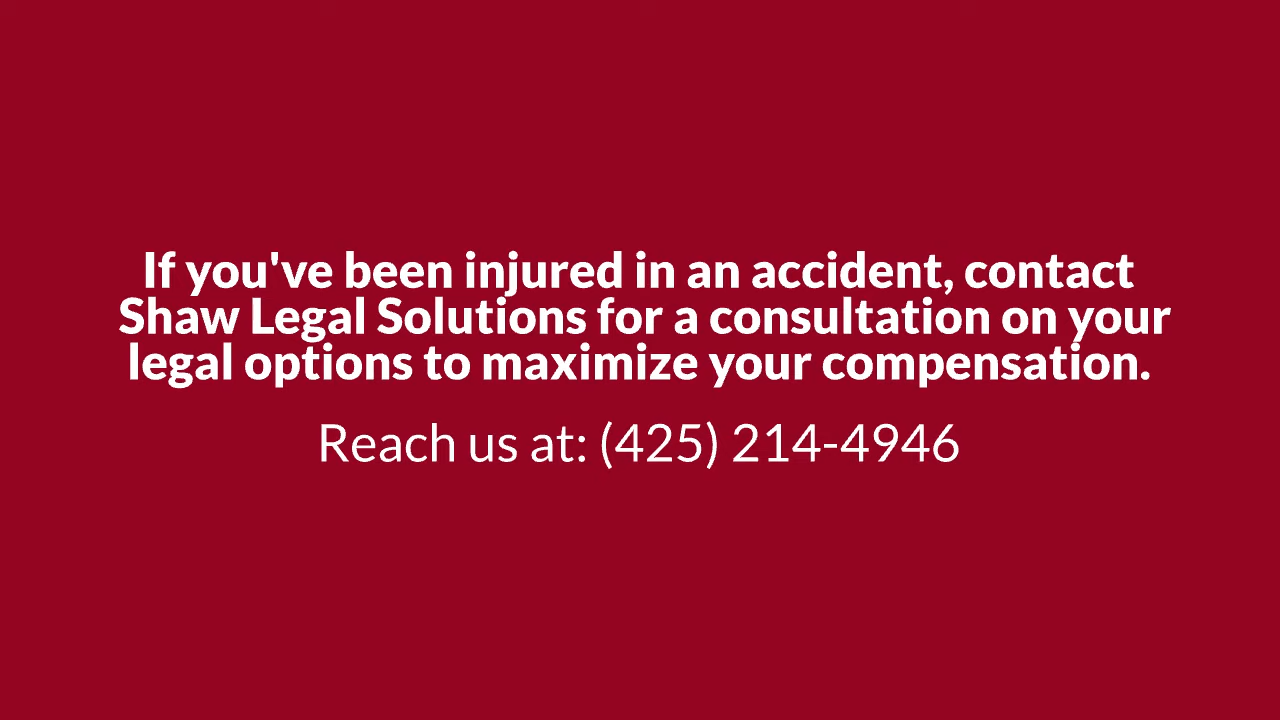 If you've been injured in an accident, contact
Shaw Legal Solutions for a consultation on your
legal options to maximize your compensation.
Reach us at: (425) 214-4946